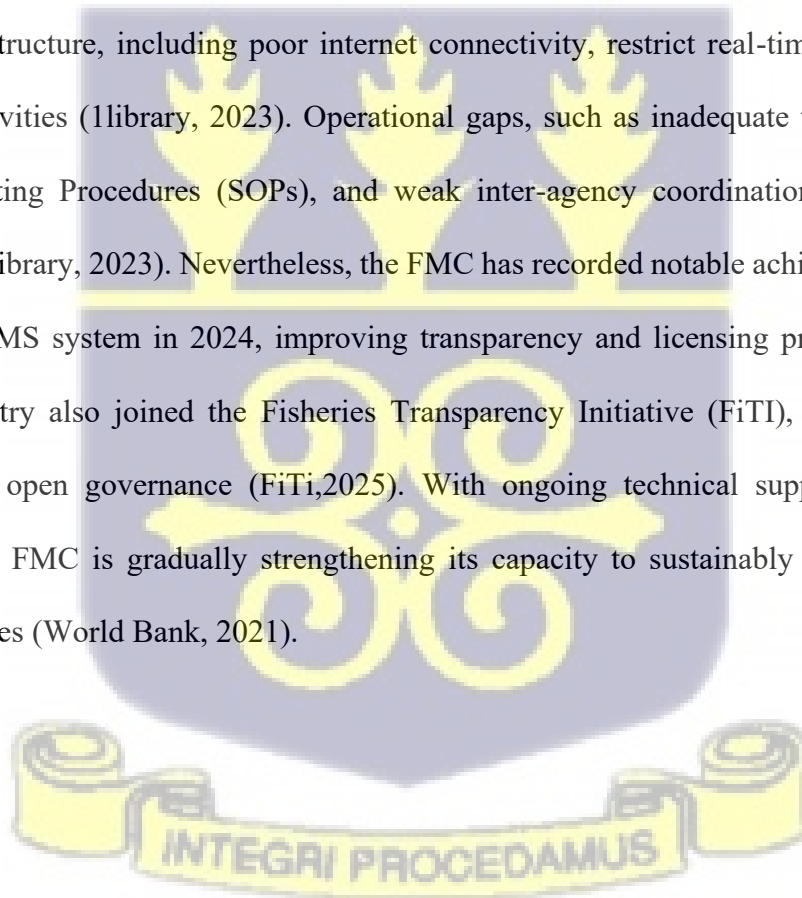 tructure, including poor internet connectivity, restrict real-tim
vities (1library, 2023). Operational gaps, such as inadequate
ting Procedures (SOPs), and weak inter-agency coordination
ibrary, 2023). Nevertheless, the FMC has recorded notable achi
MS system in 2024, improving transparency and licensing pr
try also joined the Fisheries Transparency Initiative (FiTI),
open governance (FiTi,2025). With ongoing technical supp
FMC is gradually strengthening its capacity to sustainably
es (World Bank, 2021).
INTEGRI PROCEDAMUS